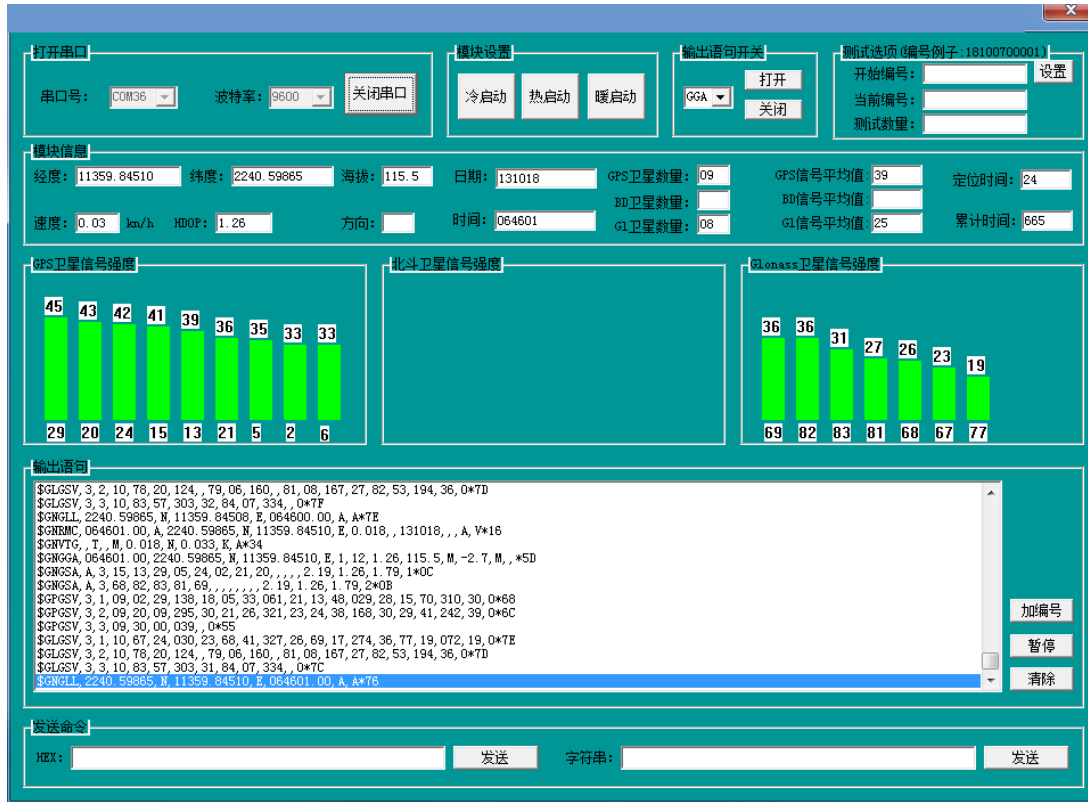 x
打开串口
串口号: COM36 波特率: 9600 关闭串口
模块设置
冷启动 热启动 暖启动
输出语句开关
GGA 打开
关闭
测试选项(编号例子:18100700001)
开始编号: 设置
当前编号:
测试数量:
模块信息
经度: 11359.84510 纬度: 2240.59865 海拔: 115.5 日期: 131018 GPS卫星数量: 09 GPS信号平均值: 39 定位时间: 24
BD卫星数量: BD信号平均值:
速度: 0.03 km/h HDOP: 1.26 方向: 时间: 064601 Gl卫星数量: 08 Gl信号平均值: 25 累计时间: 665
GPS卫星信号强度
45 43 42 41 39 36 35 33 33
29 20 24 15 13 21 5 2 6
北斗卫星信号强度
Glonass卫星信号强度
36 36 31 27 26 23 19
69 82 83 81 68 67 77
输出语句
$GLGSV,3,2,10,78,20,124,,79,06,160,,81,08,167,27,82,53,194,36,0*7D
$GLGSV,3,3,10,83,57,303,32,84,07,334,,0*7F
$GNGLL,2240.59865,N,11359.84508,E,064600.00,A,A*7E
$GNRMC,064601.00,A,2240.59865,N,11359.84510,E,0.018,,131018,,,A,V*16
$GNVTG,,T,,M,0.018,N,0.033,K,A*34
$GNGGA,064601.00,2240.59865,N,11359.84510,E,1,12,1.26,115.5,M,-2.7,M,,*5D
$GNGSA,A,3,15,13,29,05,24,02,21,20,,,,,2.19,1.26,1.79,1*0C
$GNGSA,A,3,68,82,83,81,69,,,,,,,,2.19,1.26,1.79,2*0B
$GPGSV,3,1,09,02,29,138,18,05,33,061,21,13,48,029,28,15,70,310,30,0*68
$GPGSV,3,2,09,20,09,295,30,21,26,321,23,24,38,166,30,29,41,242,39,0*6C
$GPGSV,3,3,09,30,00,039,,0*55
$GLGSV,3,1,10,67,24,030,23,68,41,327,26,69,17,274,36,77,19,072,19,0*7E
$GLGSV,3,2,10,78,20,124,,79,06,160,,81,08,167,27,82,53,194,36,0*7D
$GLGSV,3,3,10,83,57,303,31,84,07,334,,0*7C
$GNGLL,2240.59865,N,11359.84510,E,064601.00,A,A*76
加编号
暂停
清除
发送命令
HEX: 发送 字符串: 发送